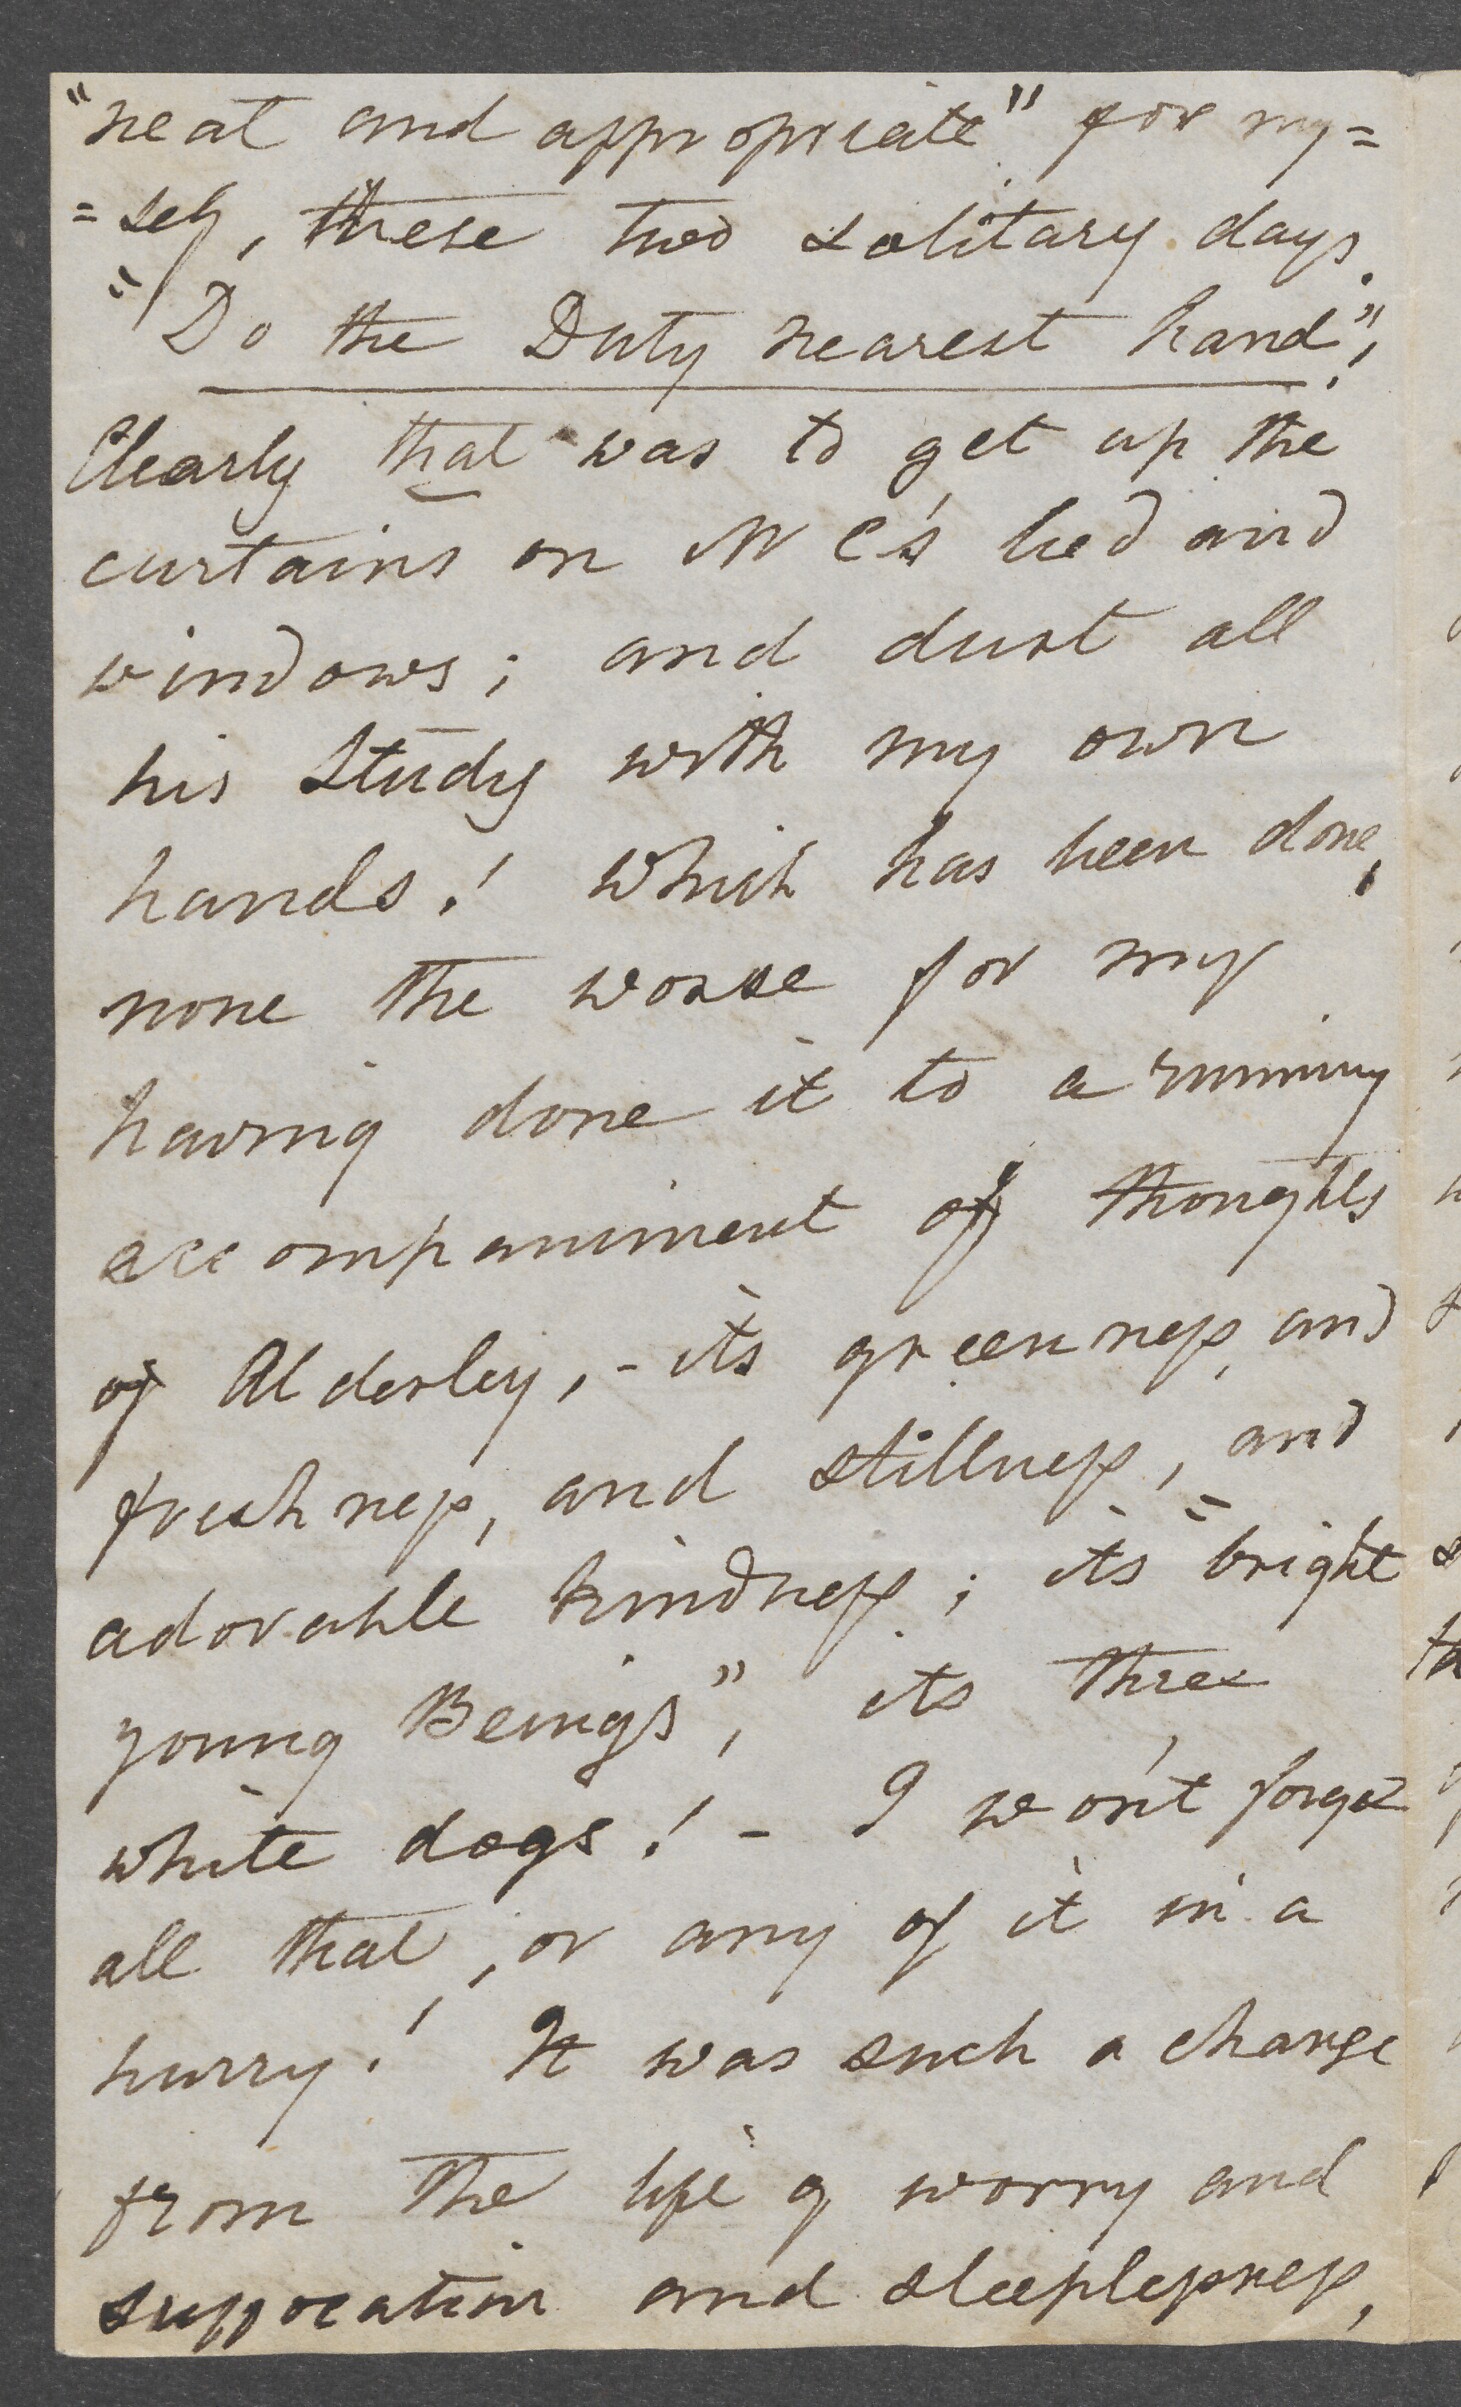 "neat and appropriate" for my=
=self, these two solitary days.
"Do the Duty nearest hand"!
Clearly that was to get up the
curtains on Mr C's bed and
windows; and dust all
his Study with my own
hands! Which has been done,
none the worse for my
having done it to a running
accompaniment of thoughts
of Alderley,- its greenness, and
freshness, and stillness, and
adorable kindness; its "bright
young Beings", its three
white dogs! - I won't forget
all that, or any of it in a
hurry! It was such a change
from the life of worry and
suffocation and sleeplessness,